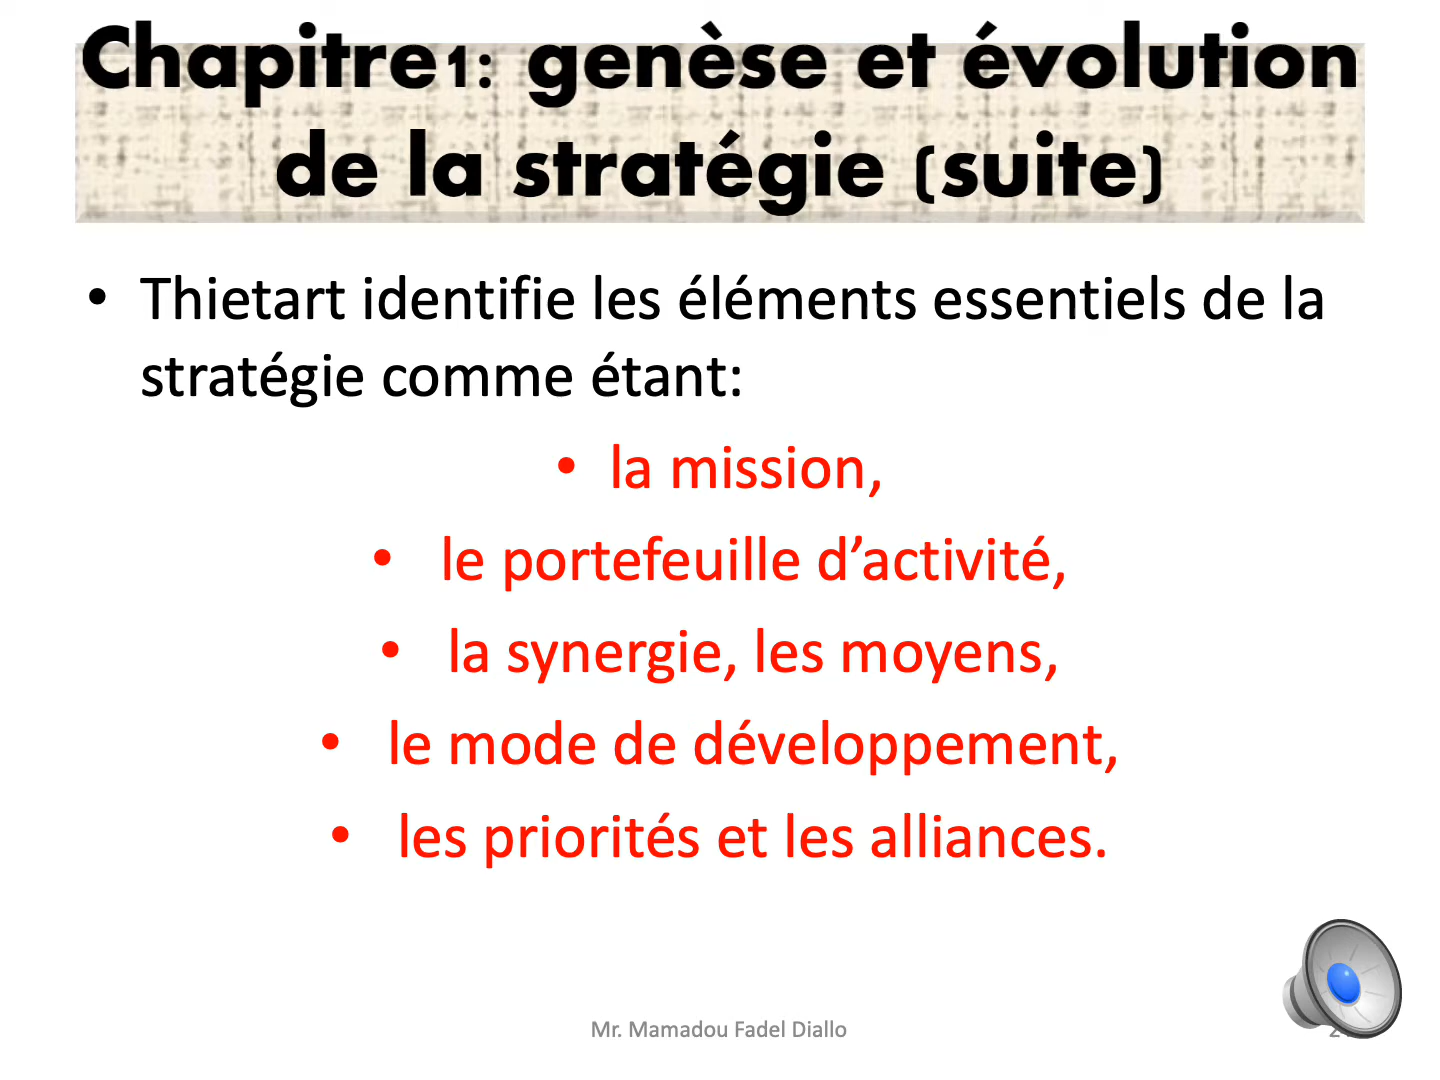 Chapitre1: genèse et évolution
de la stratégie (suite)
• Thietart identifie les éléments essentiels de la
stratégie comme étant:
• la mission,
• le portefeuille d’activité,
• la synergie, les moyens,
• le mode de développement,
• les priorités et les alliances.
Mr. Mamadou Fadel Diallo